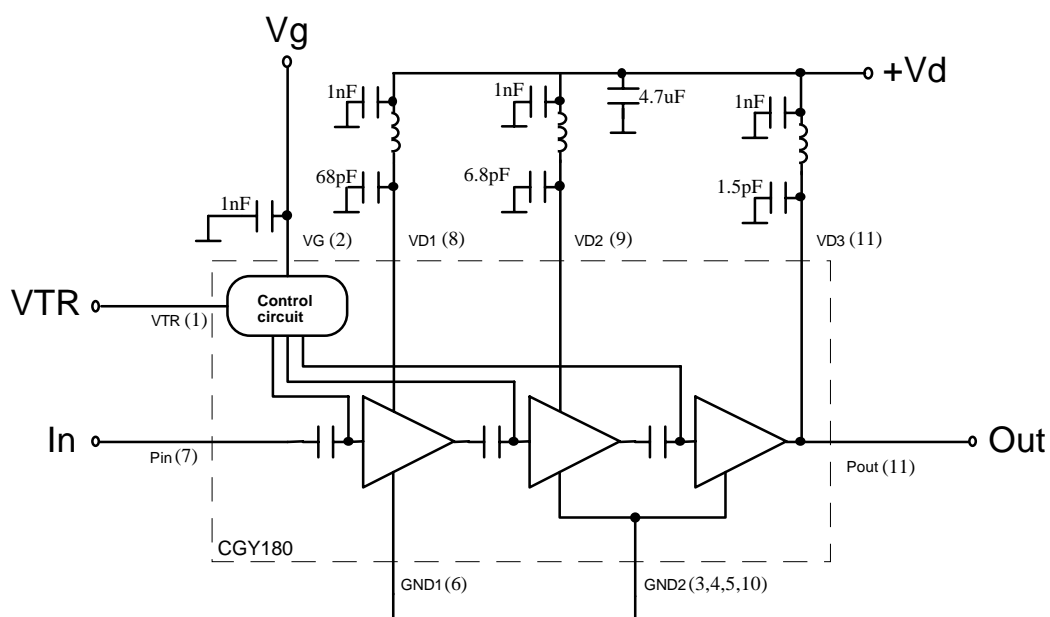 Vg
+Vd
1nF
1nF
4.7uF
1nF
68pF
6.8pF
1.5pF
1nF
VG (2)
VD1 (8)
VD2 (9)
VD3 (11)
VTR
VTR (1)
Control
circuit
In
Pin (7)
Out
Pout (11)
CGY180
GND1 (6)
GND2 (3,4,5,10)